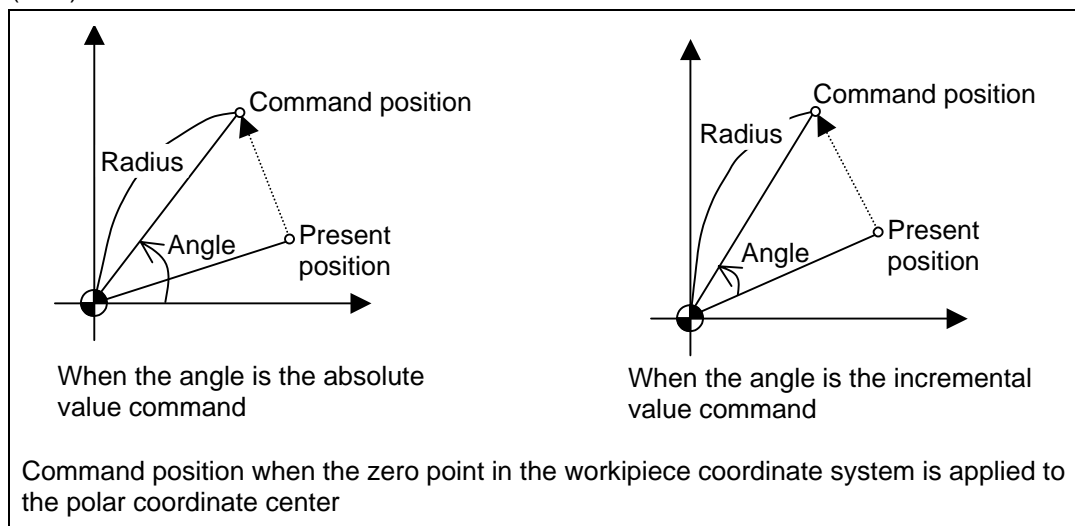 Command position
Radius
Angle
Present
position
When the angle is the absolute
value command
Command position
Radius
Angle
Present
position
When the angle is the incremental
value command
Command position when the zero point in the workipiece coordinate system is applied to
the polar coordinate center